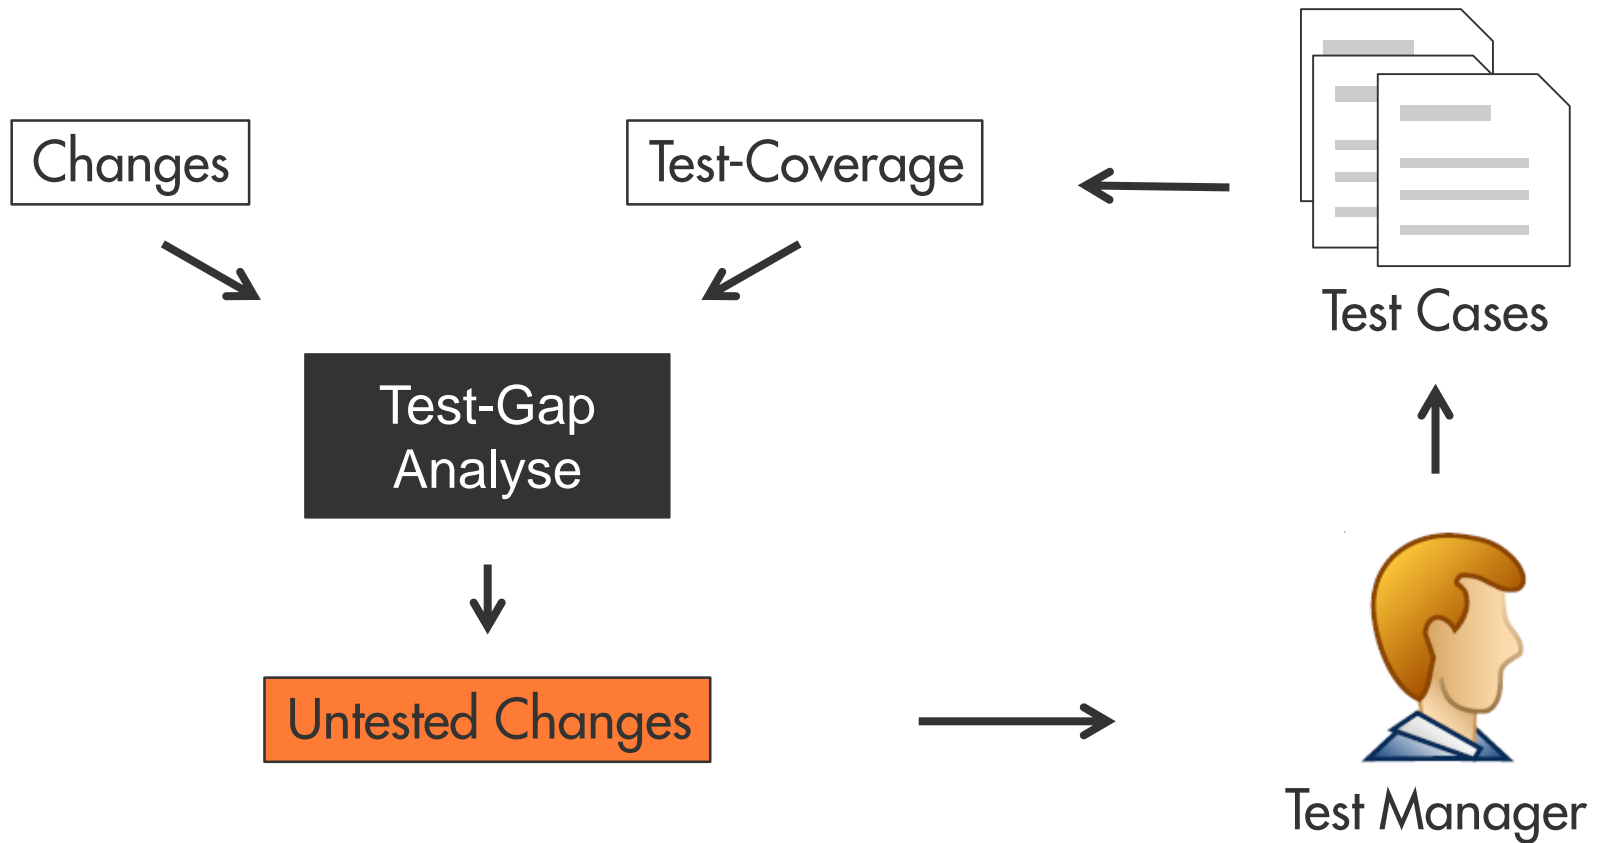 Changes
Test-Coverage
Test Cases
Test-Gap
Analyse
Untested Changes
Test Manager